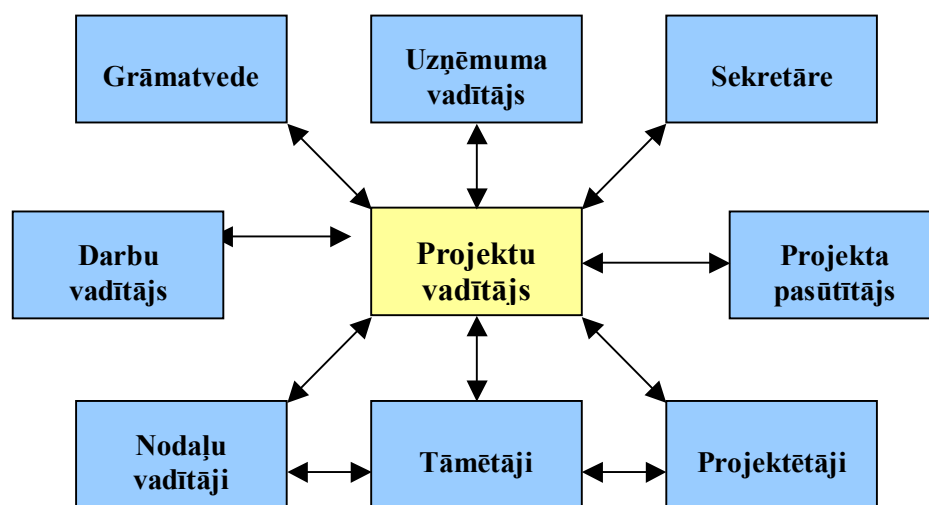 Grāmatvede
Uzņēmuma
vadītājs
Sekretāre
Darbu
vadītājs
Projektu
vadītājs
Projekta
pasūtītājs
Nodaļu
vadītāji
Tāmētāji
Projektētāji